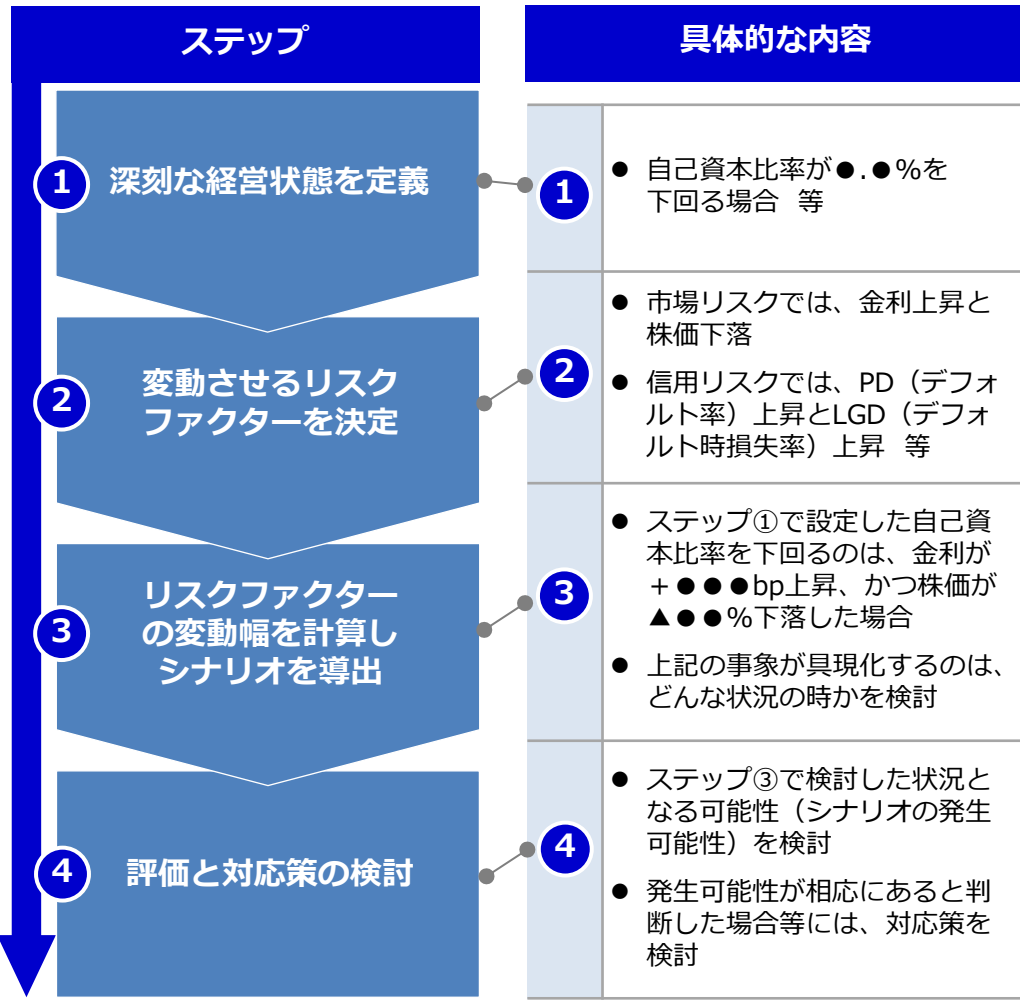 ステップ
具体的な内容
1
深刻な経営状態を定義
1
● 自己資本比率が●.●%を
下回る場合 等
2
変動させるリスク
ファクターを決定
2
● 市場リスクでは、金利上昇と
株価下落
● 信用リスクでは、PD（デフォ
ルト率）上昇とLGD（デフォ
ルト時損失率）上昇 等
3
リスクファクター
の変動幅を計算し
シナリオを導出
3
● ステップ①で設定した自己資
本比率を下回るのは、金利が
+●●●bp上昇、かつ株価が
▲●●%下落した場合
● 上記の事象が具現化するのは、
どんな状況の時かを検討
4
評価と対応策の検討
4
● ステップ③で検討した状況と
なる可能性（シナリオの発生
可能性）を検討
● 発生可能性が相応にあると判
断した場合等には、対応策を
検討